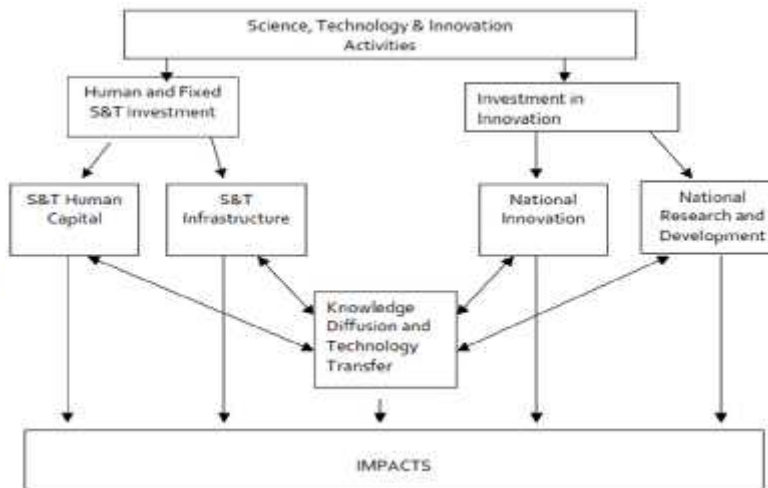 Science, Technology & Innovation
Activities
Human and Fixed
S&T Investment
Investment in
Innovation
S&T Human
Capital
S&T
Infrastructure
National
Innovation
National
Research and
Development
Knowledge
Diffusion and
Technology
Transfer
IMPACTS